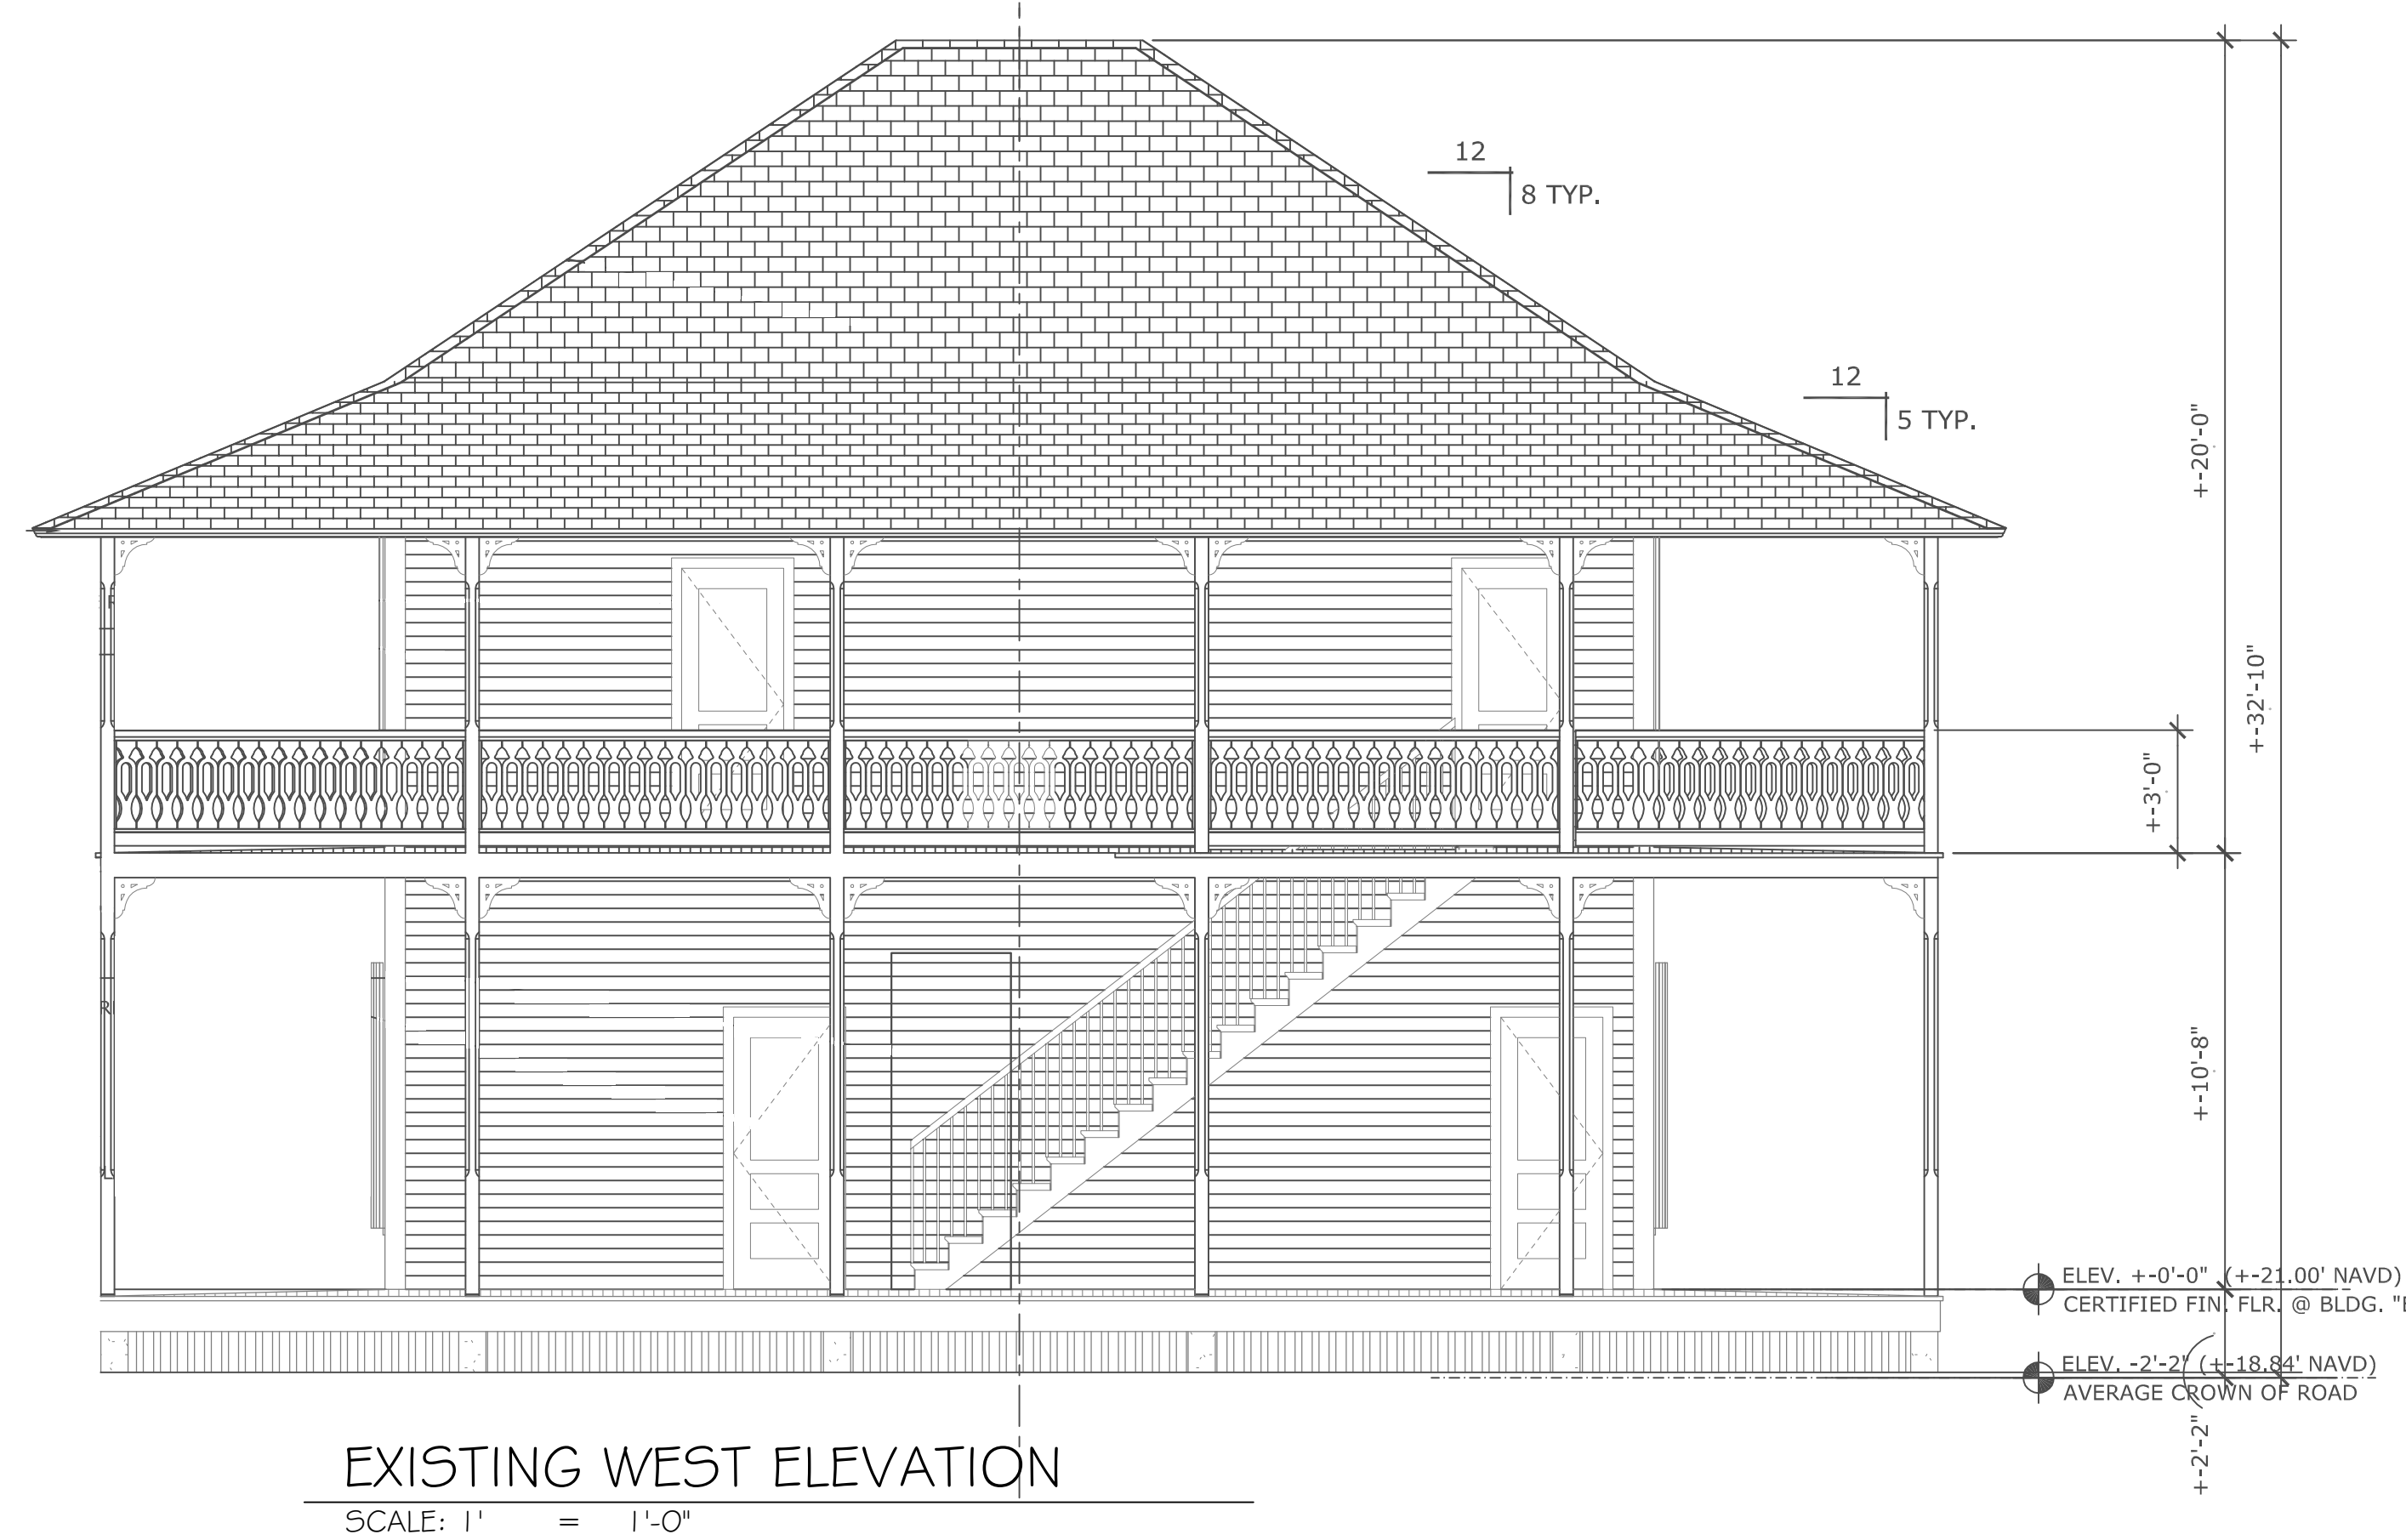 12
8 TYP.
12
5 TYP.
+-20'-0"
+-32'-10"
+-3'-0"
+-10'-8"
ELEV. +-0'-0" (+-21.00' NAVD)
CERTIFIED FIN. FLR. @ BLDG.
ELEV. -2'-2" (+-18.84' NAVD)
AVERAGE CROWN OF ROAD
+-2'-2"
EXISTING WEST ELEVATION
SCALE: 1' = 1'-0"